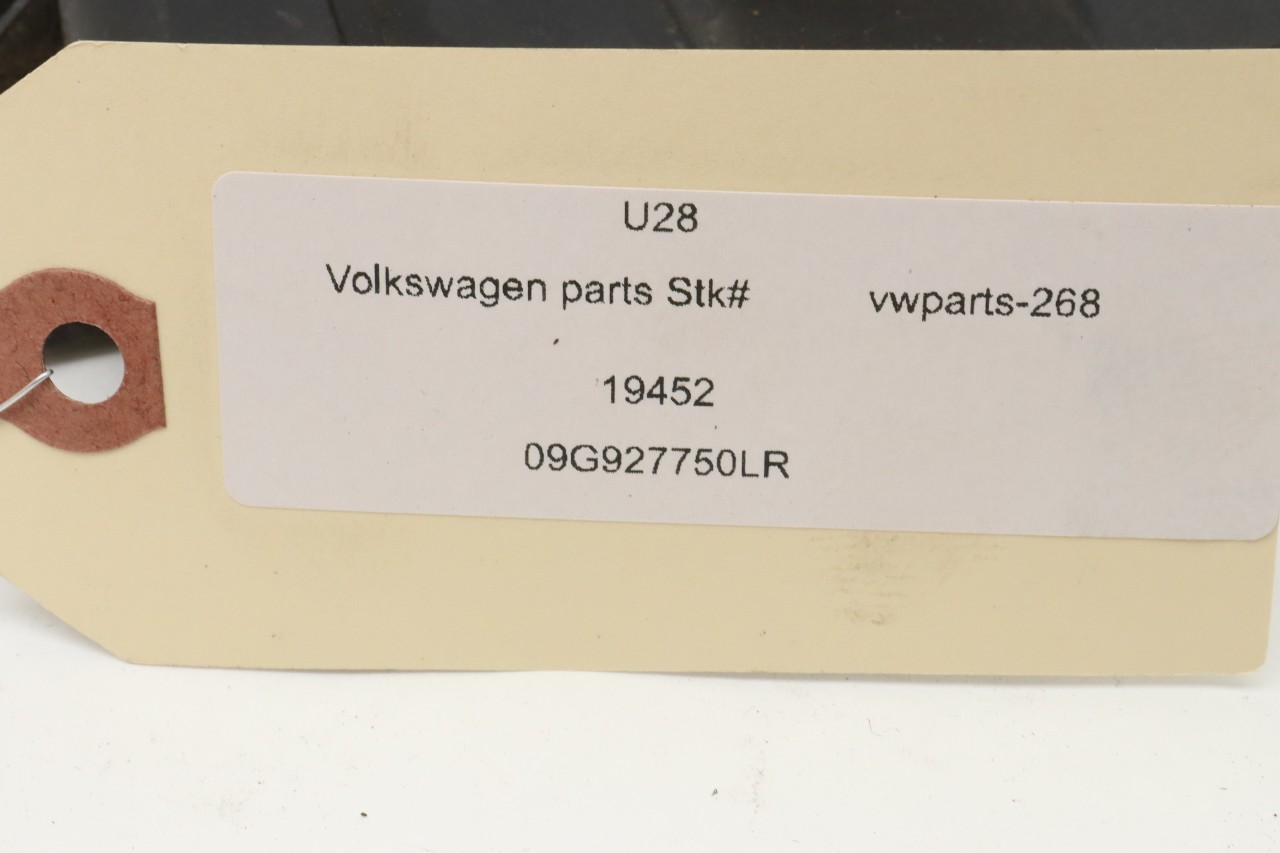 U28
Volkswagen parts Stk# vwparts-268
19452
09G927750LR